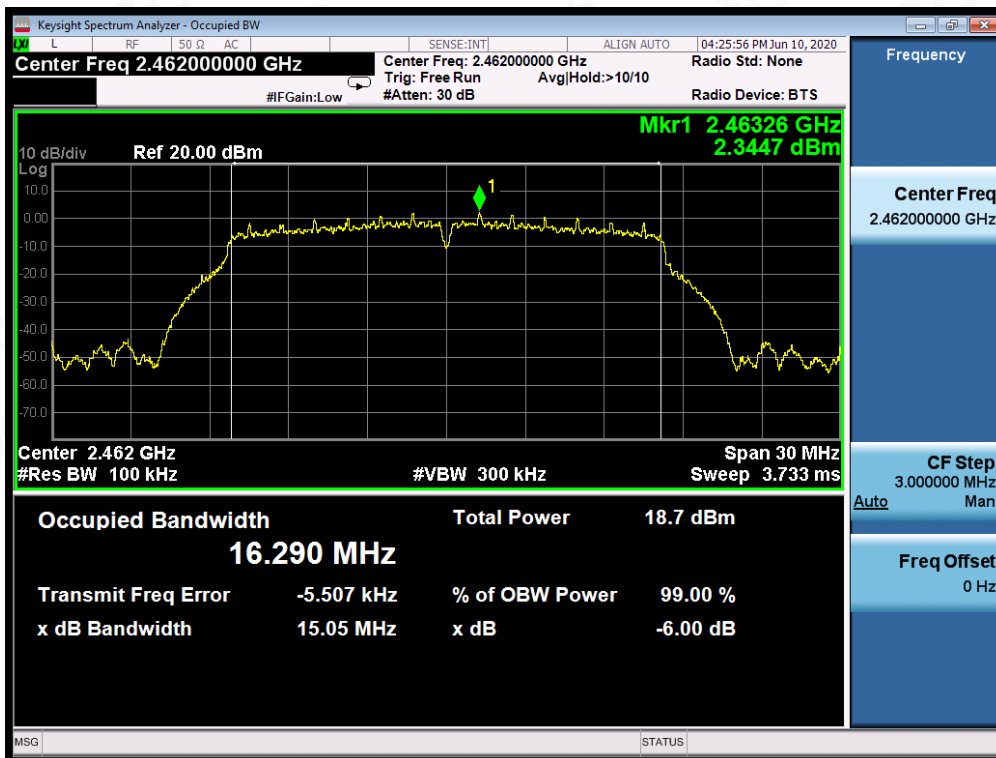 Keysight Spectrum Analyzer - Occupied BW
LXI L RF 50 Ω AC SENSE:INT ALIGN AUTO 04:25:56 PM Jun 10, 2020
Center Freq 2.462000000 GHz
#IFGain:Low
Center Freq: 2.462000000 GHz
Trig: Free Run Avg|Hold:>10/10
#Atten: 30 dB
Radio Std: None
Radio Device: BTS
Mkr1 2.46326 GHz
2.3447 dBm
10 dB/div Ref 20.00 dBm
Log
10.0
0.00
-10.0
-20.0
-30.0
-40.0
-50.0
-60.0
-70.0
1
Center 2.462 GHz Span 30 MHz
#Res BW 100 kHz #VBW 300 kHz Sweep 3.733 ms
Occupied Bandwidth Total Power 18.7 dBm
16.290 MHz
Transmit Freq Error -5.507 kHz % of OBW Power 99.00 %
x dB Bandwidth 15.05 MHz x dB -6.00 dB
MSG STATUS
Frequency
Center Freq
2.462000000 GHz
CF Step
3.000000 MHz
Auto Man
Freq Offset
0 Hz